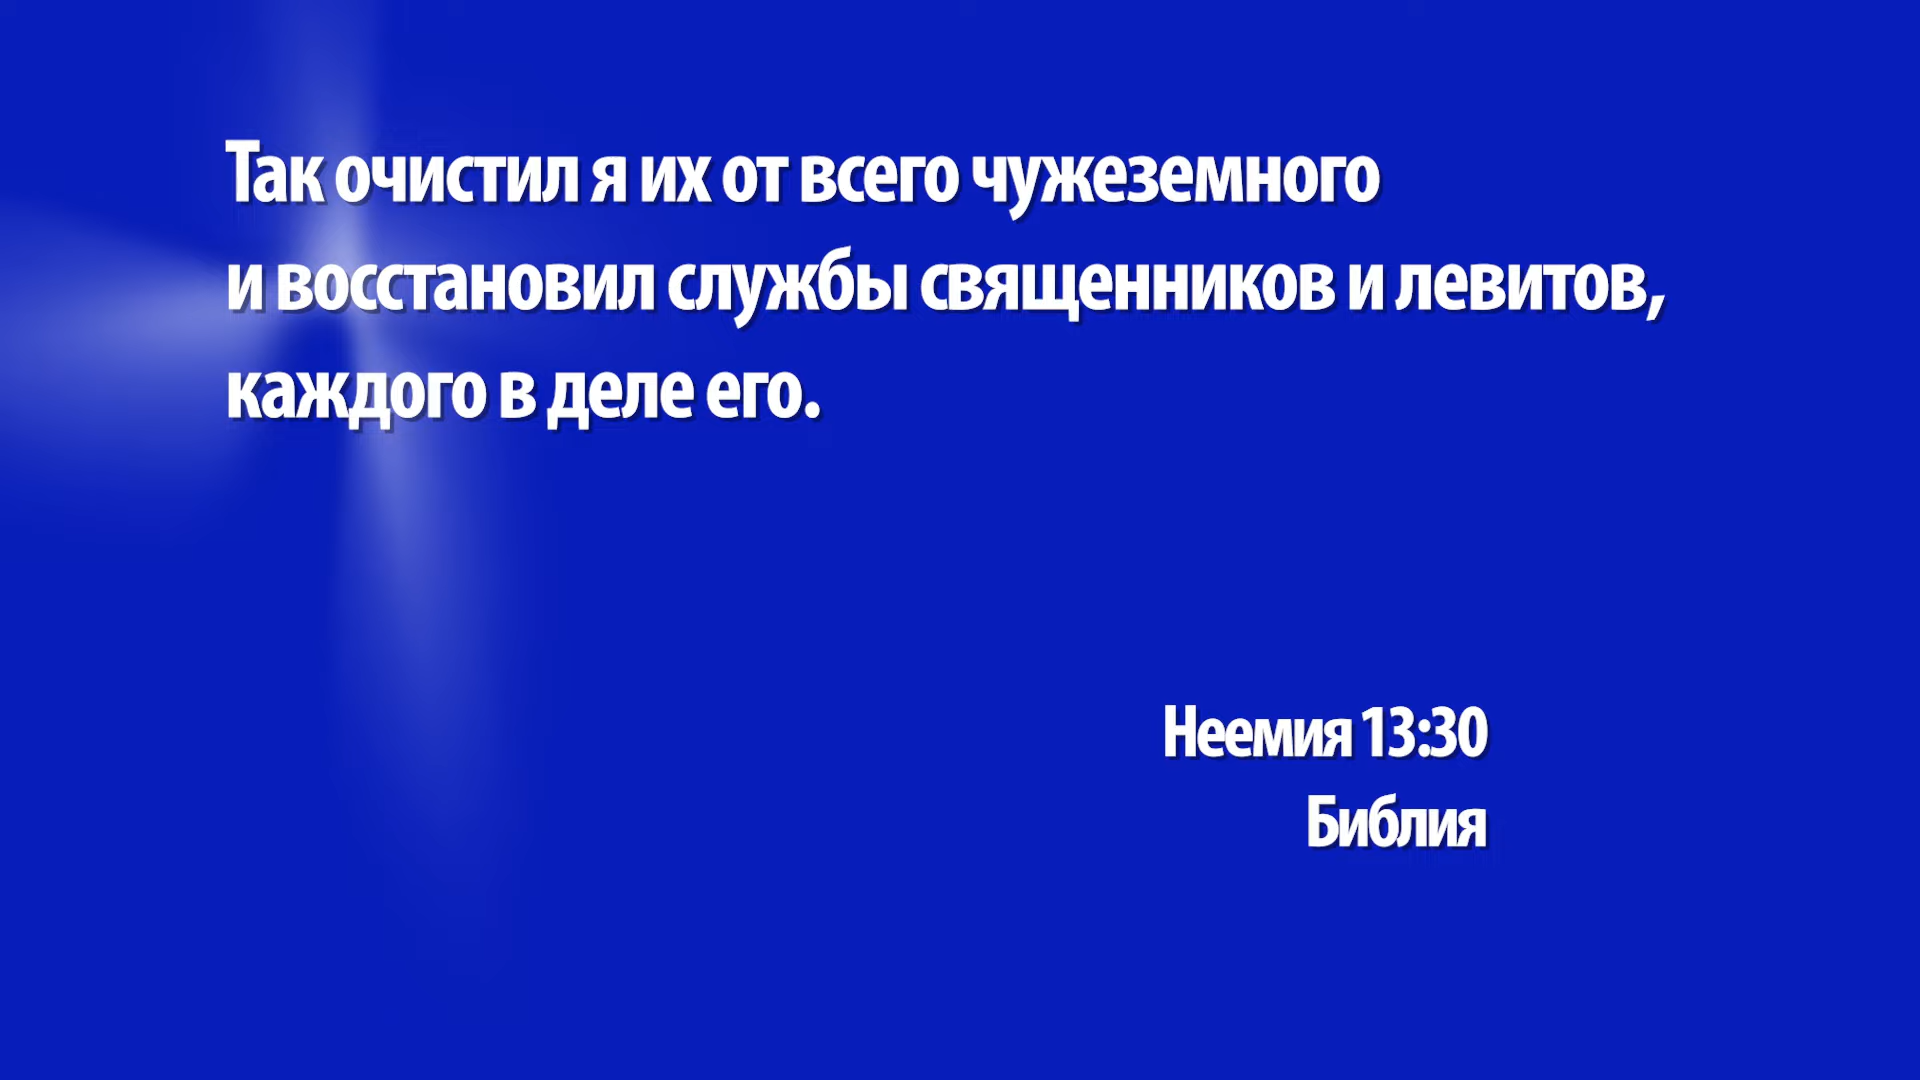 Так очистил я их от всего чужеземного
и восстановил службы священников и левитов,
каждого в деле его.
Неемия 13:30
Библия